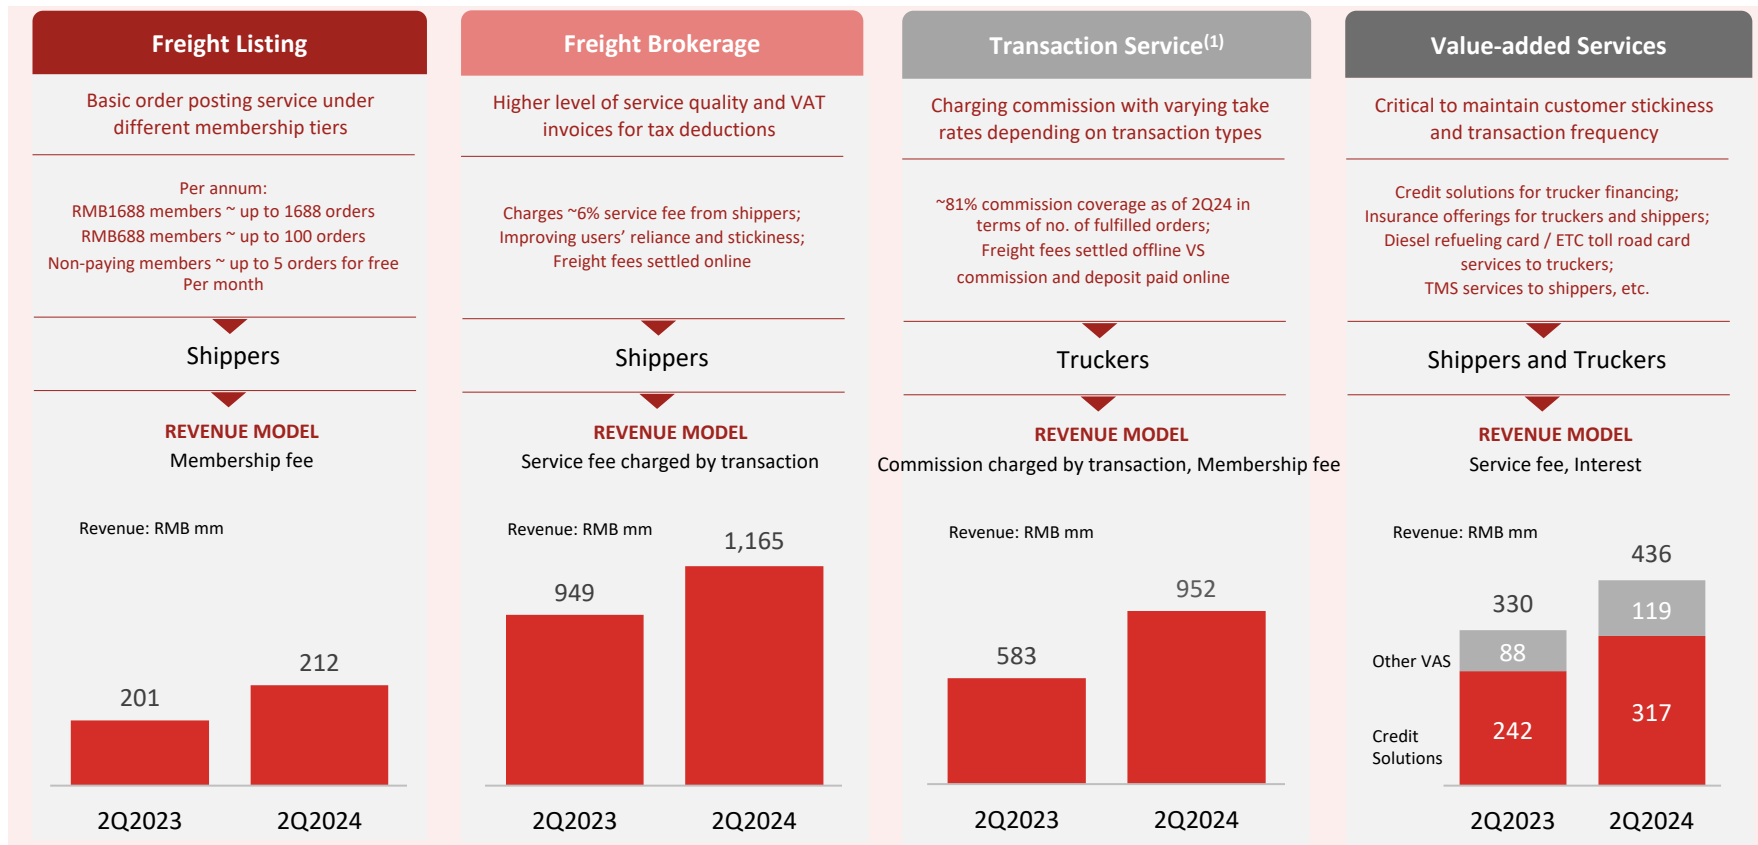 Freight Listing
Basic order posting service under
different membership tiers
Per annum:
RMB1688 members ~ up to 1688 orders
RMB688 members ~ up to 100 orders
Non-paying members ~ up to 5 orders for free
Per month
Shippers
REVENUE MODEL
Membership fee
Revenue: RMB mm
201
212
2Q2023
2Q2024
Freight Brokerage
Higher level of service quality and VAT
invoices for tax deductions
Charges ~6% service fee from shippers;
Improving users’ reliance and stickiness;
Freight fees settled online
Shippers
REVENUE MODEL
Service fee charged by transaction
Revenue: RMB mm
949
1,165
2Q2023
2Q2024
Transaction Service(1)
Charging commission with varying take
rates depending on transaction types
~81% commission coverage as of 2Q24 in
terms of no. of fulfilled orders;
Freight fees settled offline VS
commission and deposit paid online
Truckers
REVENUE MODEL
Commission charged by transaction, Membership fee
Revenue: RMB mm
583
952
2Q2023
2Q2024
Value-added Services
Critical to maintain customer stickiness
and transaction frequency
Credit solutions for trucker financing;
Insurance offerings for truckers and shippers;
Diesel refueling card / ETC toll road card
services to truckers;
TMS services to shippers, etc.
Shippers and Truckers
REVENUE MODEL
Service fee, Interest
Revenue: RMB mm
436
330
119
Other VAS
88
317
242
Credit
Solutions
2Q2023
2Q2024